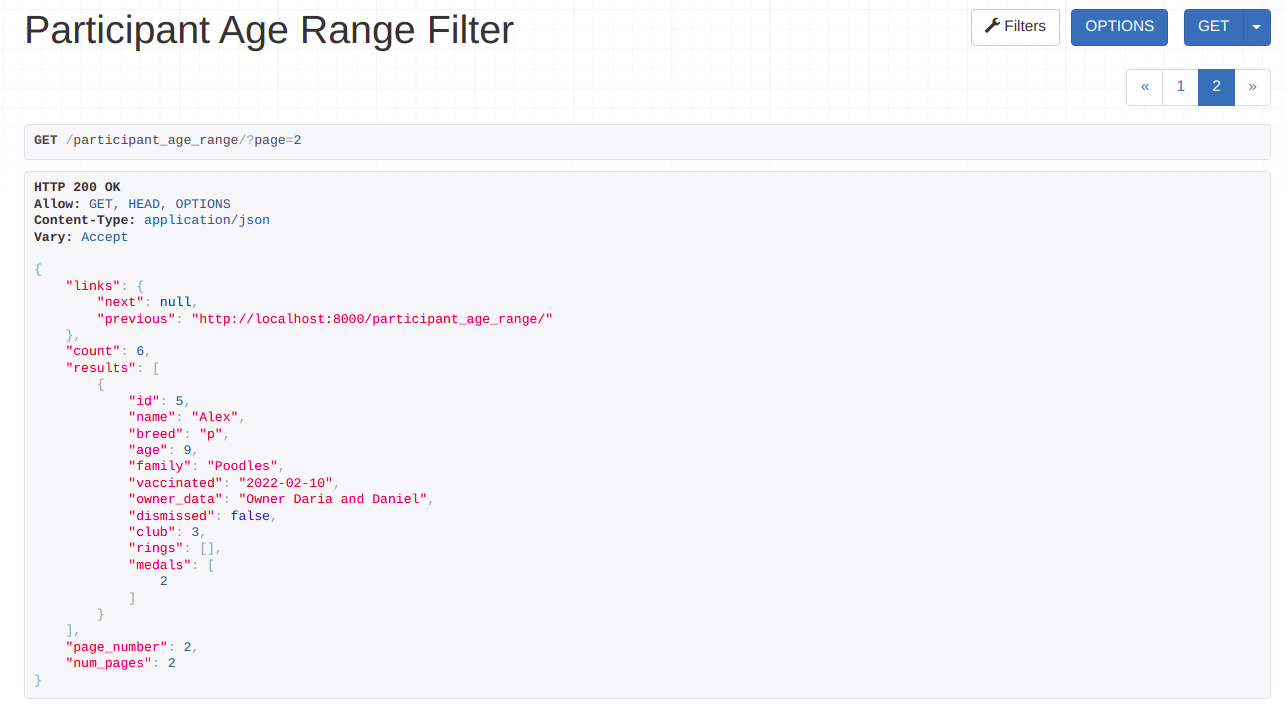 Participant Age Range Filter
Filters
OPTIONS
GET
« 1 2 »
GET /participant_age_range/?page=2
HTTP 200 OK
Allow: GET, HEAD, OPTIONS
Content-Type: application/json
Vary: Accept
{
    "links": {
        "next": null,
        "previous": "http://localhost:8000/participant_age_range/"
    },
    "count": 6,
    "results": [
        {
            "id": 5,
            "name": "Alex",
            "breed": "p",
            "age": 9,
            "family": "Poodles",
            "vaccinated": "2022-02-10",
            "owner_data": "Owner Daria and Daniel",
            "dismissed": false,
            "club": 3,
            "rings": [],
            "medals": [
                2
            ]
        }
    ],
    "page_number": 2,
    "num_pages": 2
}